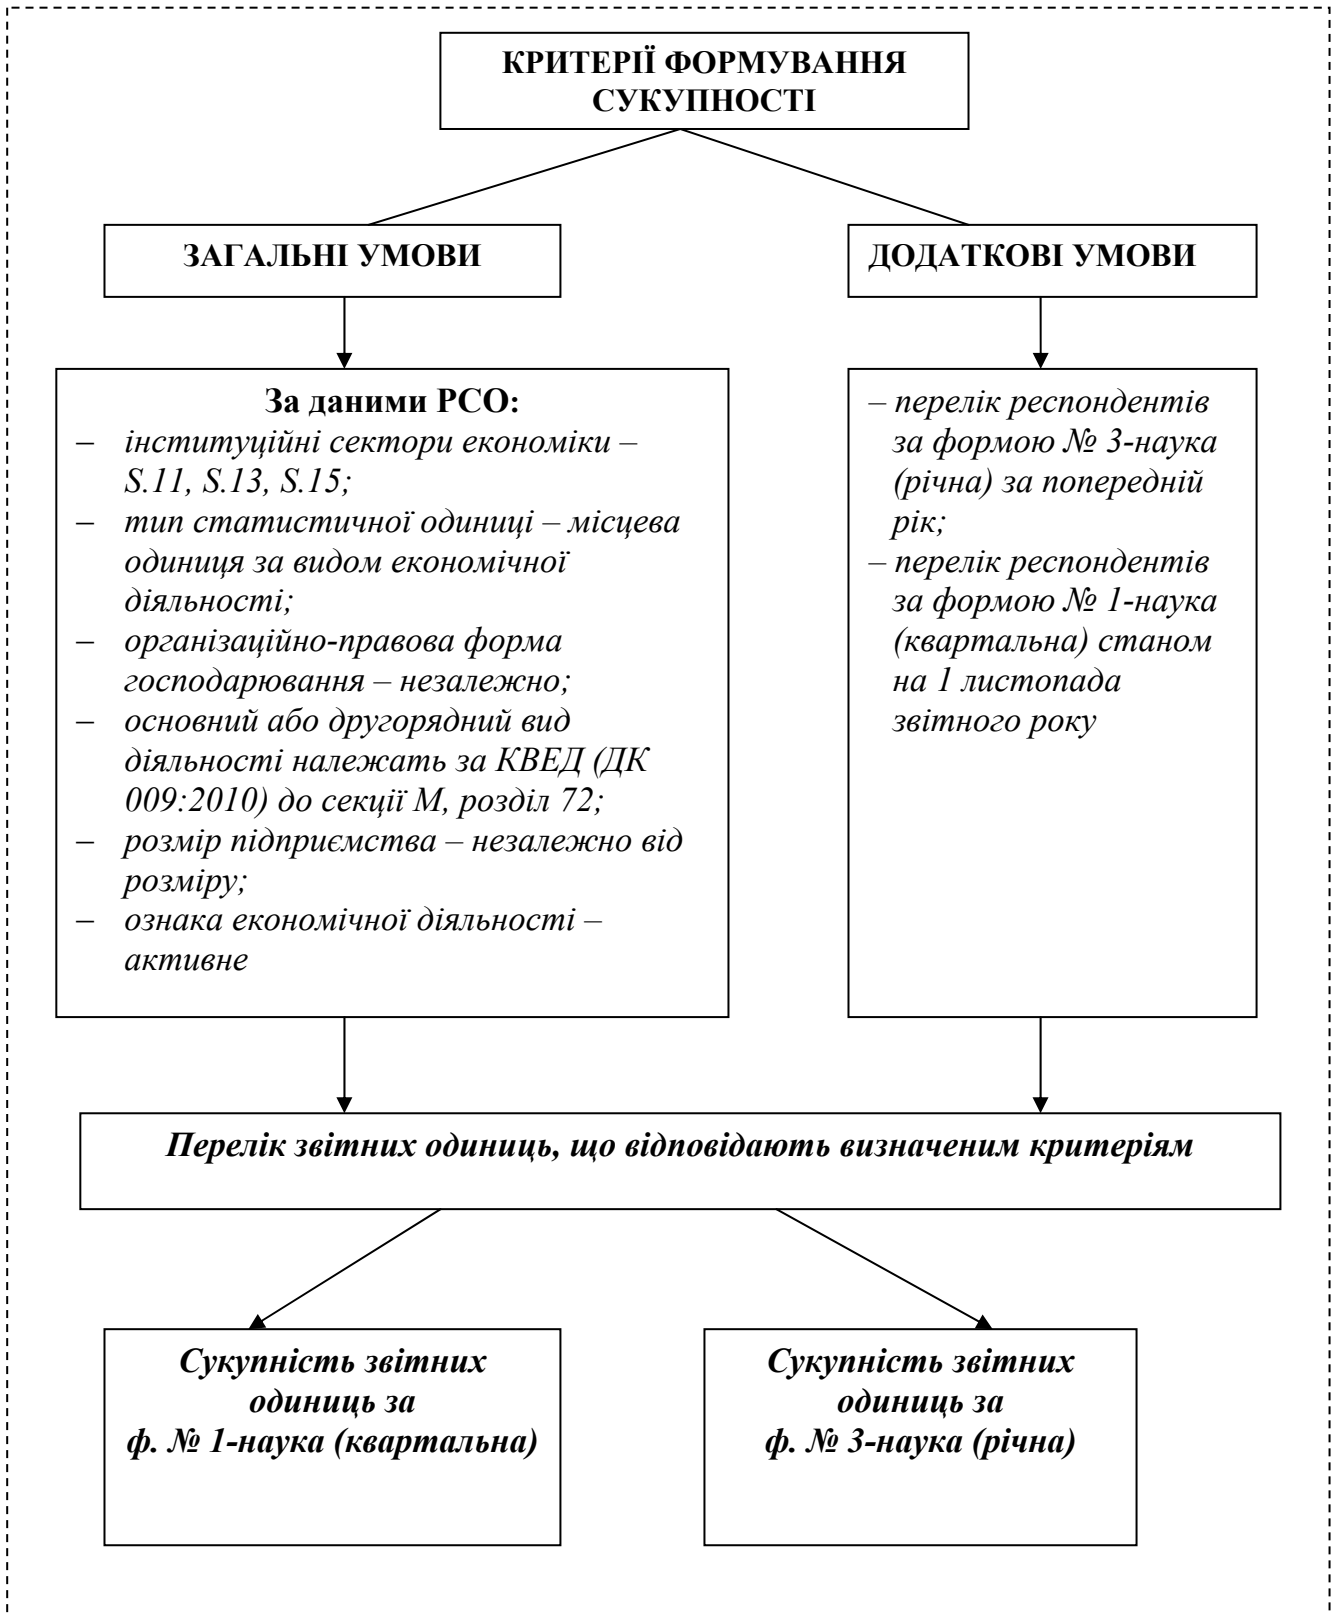 КРИТЕРІЇ ФОРМУВАННЯ
СУКУПНОСТІ
ЗАГАЛЬНІ УМОВИ
ДОДАТКОВІ УМОВИ
За даними РСО:
– інституційні сектори економіки –
S.11, S.13, S.15;
– тип статистичної одиниці – місцева
одиниця за видом економічної
діяльності;
– організаційно-правова форма
господарювання – незалежно;
– основний або другорядний вид
діяльності належать за КВЕД (ДК
009:2010) до секції М, розділ 72;
– розмір підприємства – незалежно від
розміру;
– ознака економічної діяльності –
активне
– перелік респондентів
за формою № 3-наука
(річна) за попередній
рік;
– перелік респондентів
за формою № 1-наука
(квартальна) станом
на 1 листопада
звітного року
Перелік звітних одиниць, що відповідають визначеним критеріям
Сукупність звітних
одиниць за
ф. № 1-наука (квартальна)
Сукупність звітних
одиниць за
ф. № 3-наука (річна)